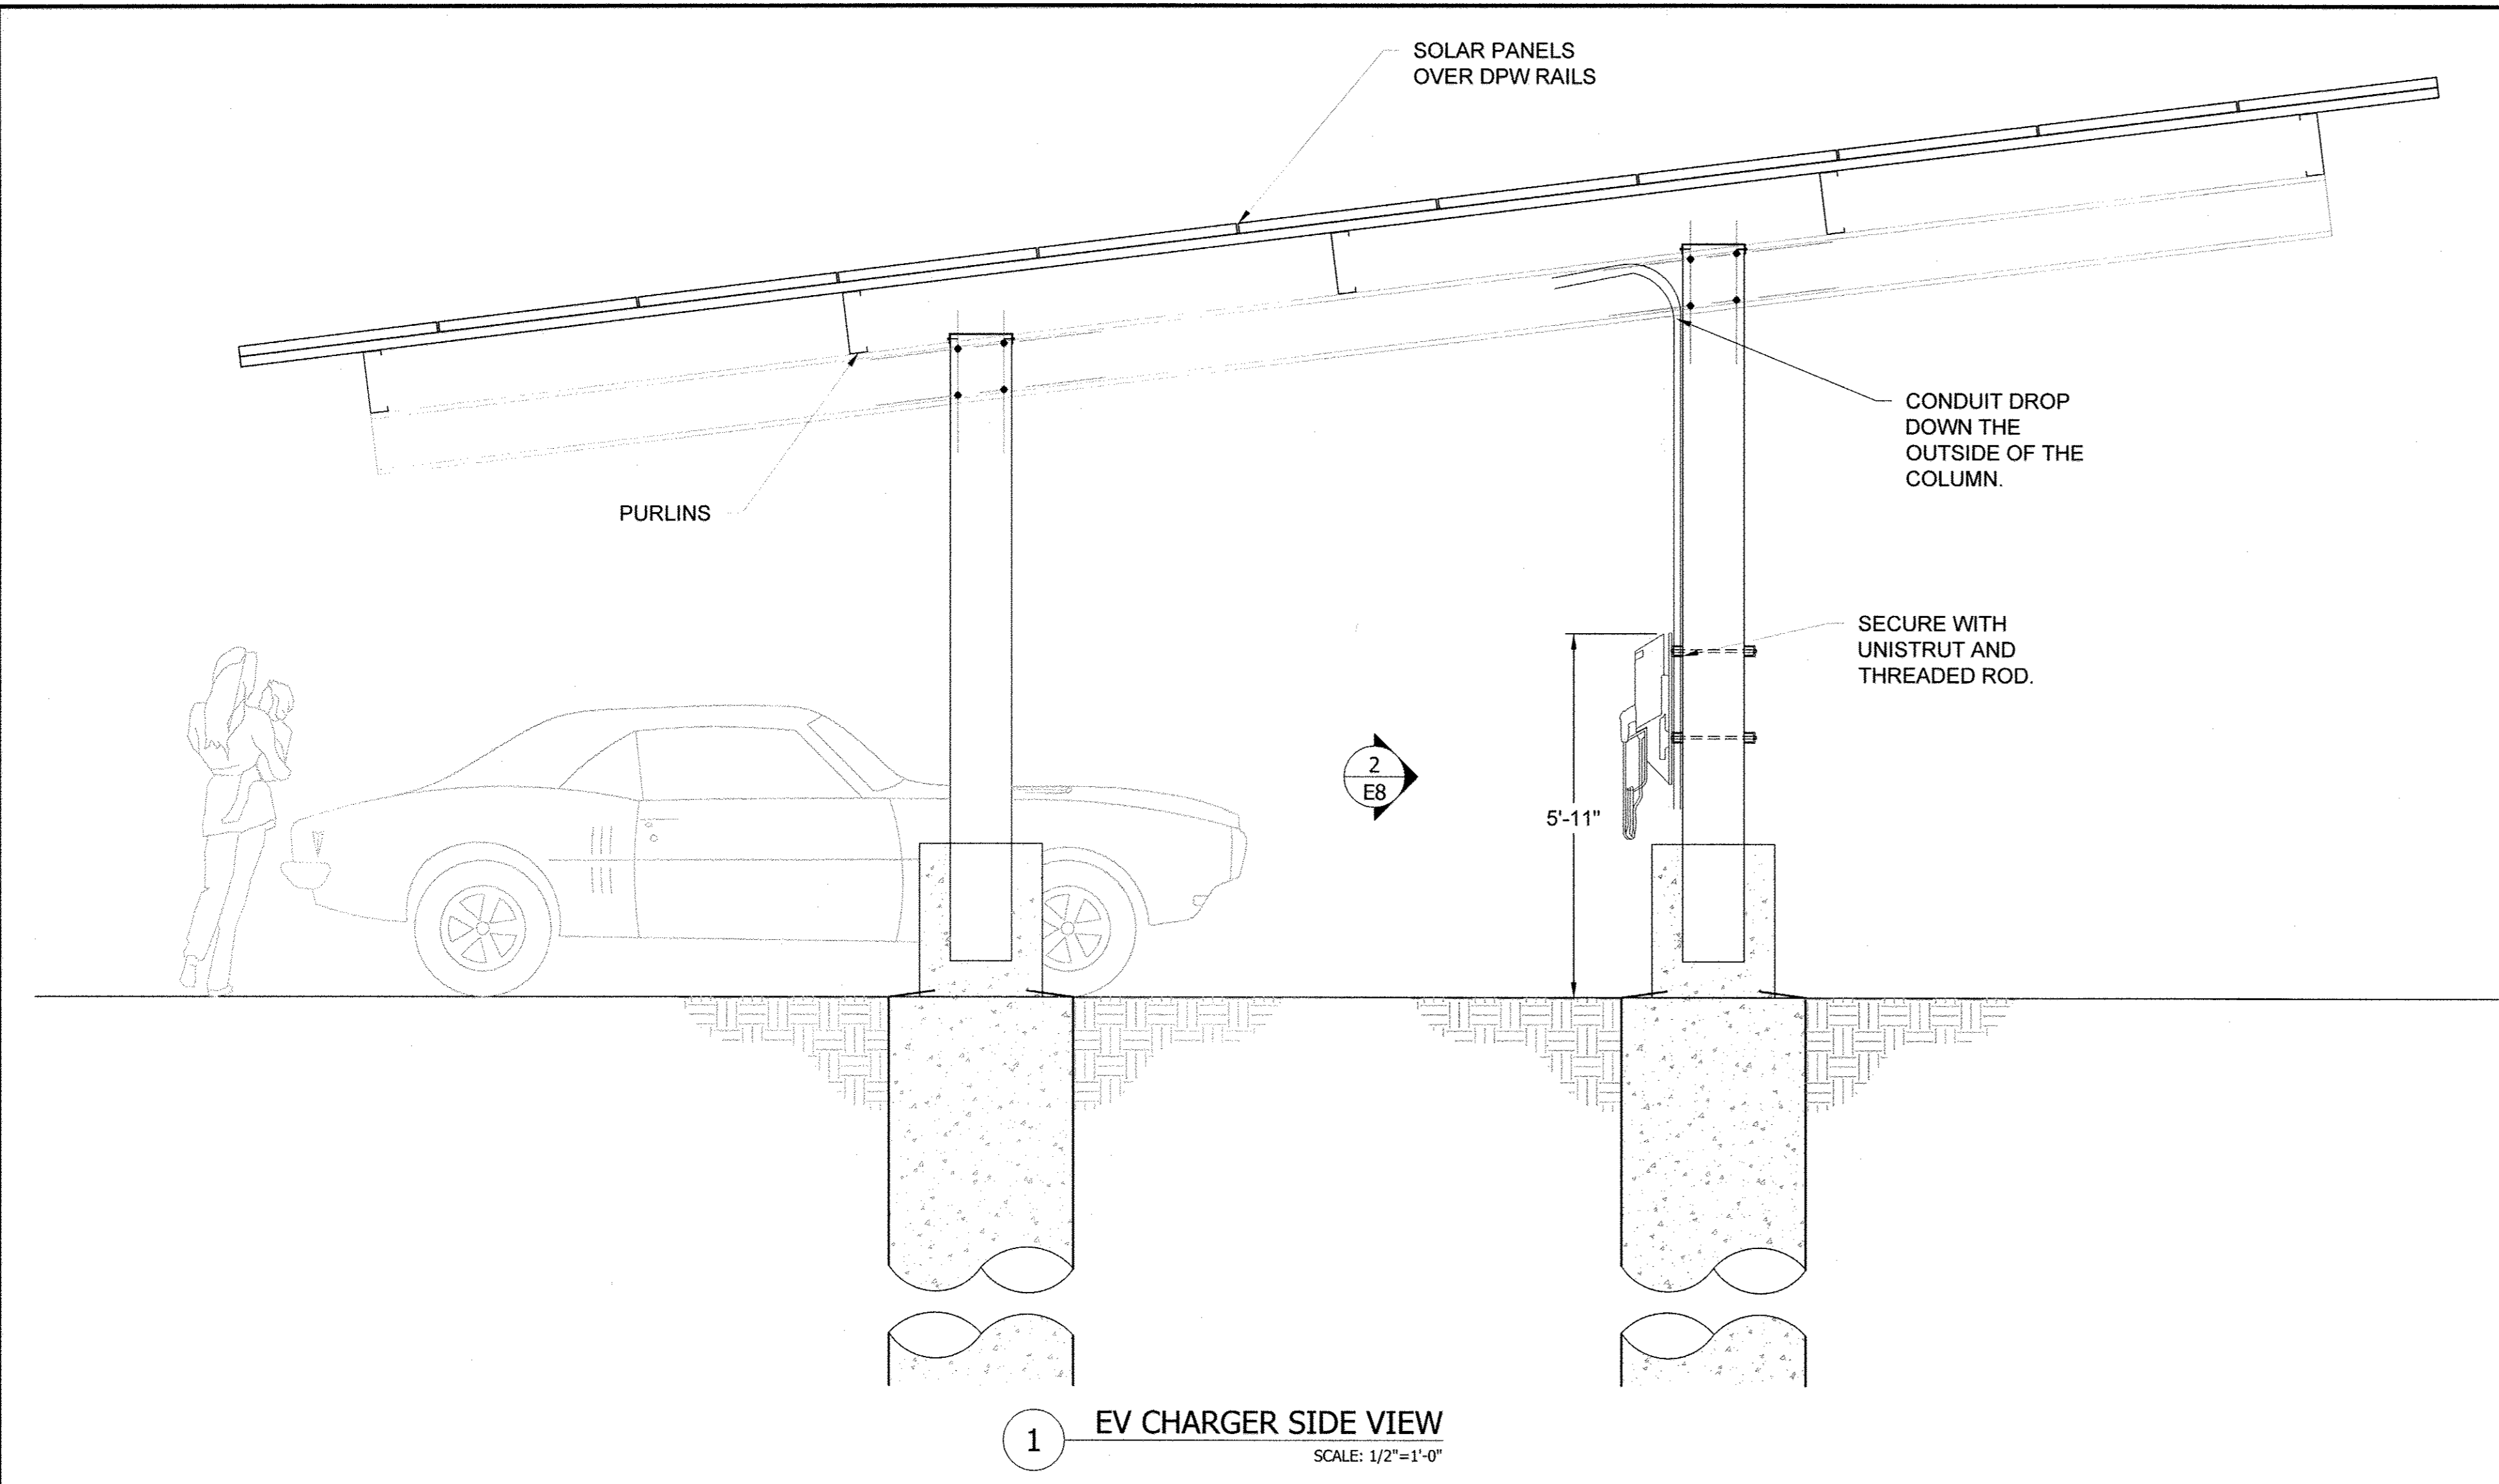 SOLAR PANELS
OVER DPW RAILS
CONDUIT DROP
DOWN THE
OUTSIDE OF THE
COLUMN.
PURLINS
SECURE WITH
UNISTRUT AND
THREADED ROD.
2
E8
5'-11"
1
EV CHARGER SIDE VIEW
SCALE: 1/2"=1'-0"